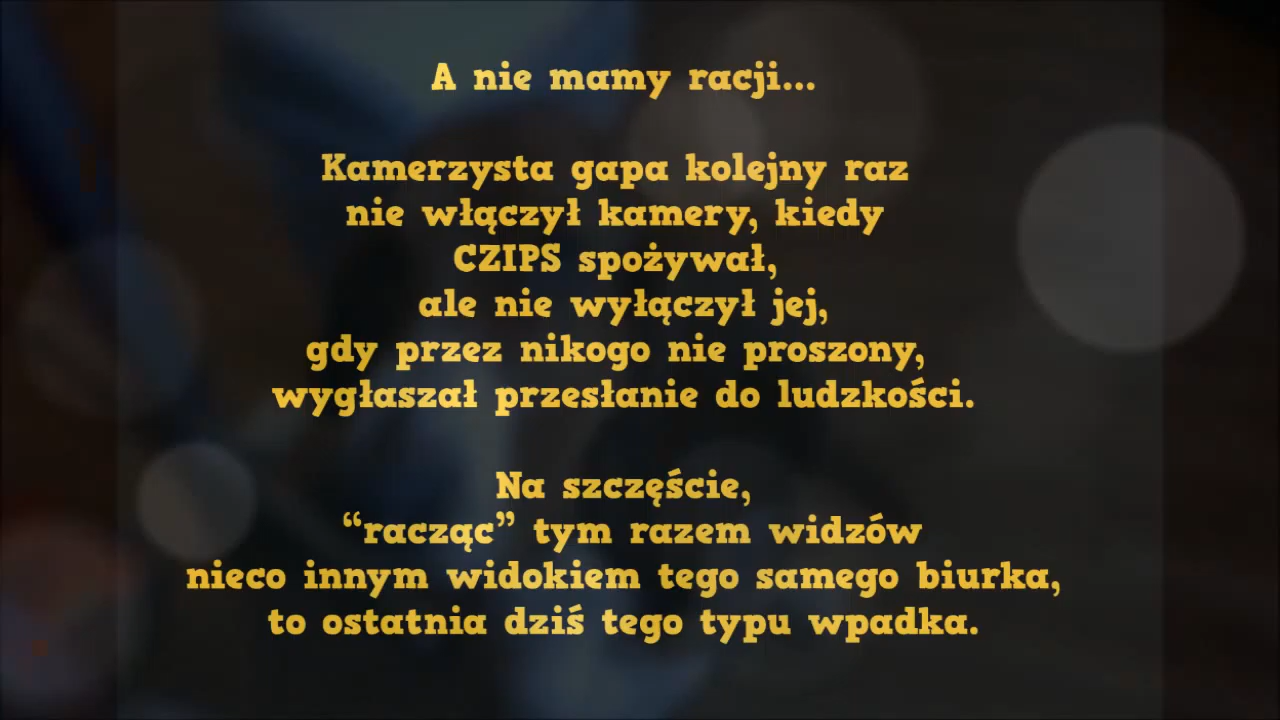 A nie mamy racji...
Kamerzysta gapa kolejny raz
nie włączył kamery, kiedy
CZIPS spożywał,
ale nie wyłączył jej,
gdy przez nikogo nie proszony,
wygłaszał przesłanie do ludzkości.
Na szczęście,
“racząc” tym razem widzów
nieco innym widokiem tego samego biurka,
to ostatnia dziś tego typu wpadka.